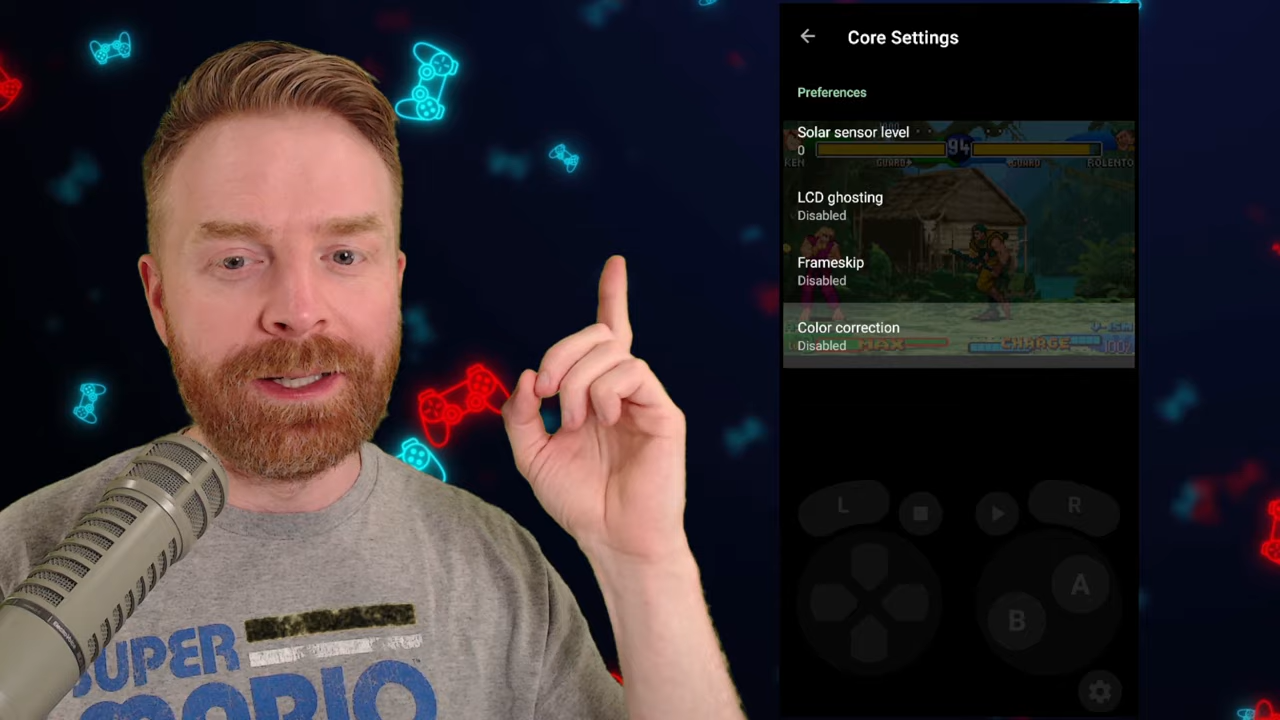 Core Settings
Preferences
Solar sensor level
0
94
KEN
GUARD
GUARD
ROLENTO
LCD ghosting
Disabled
Frameskip
Disabled
Color correction
Disabled
MAX
CHARGE
100%
L
R
A
B
SUPER
MARIO